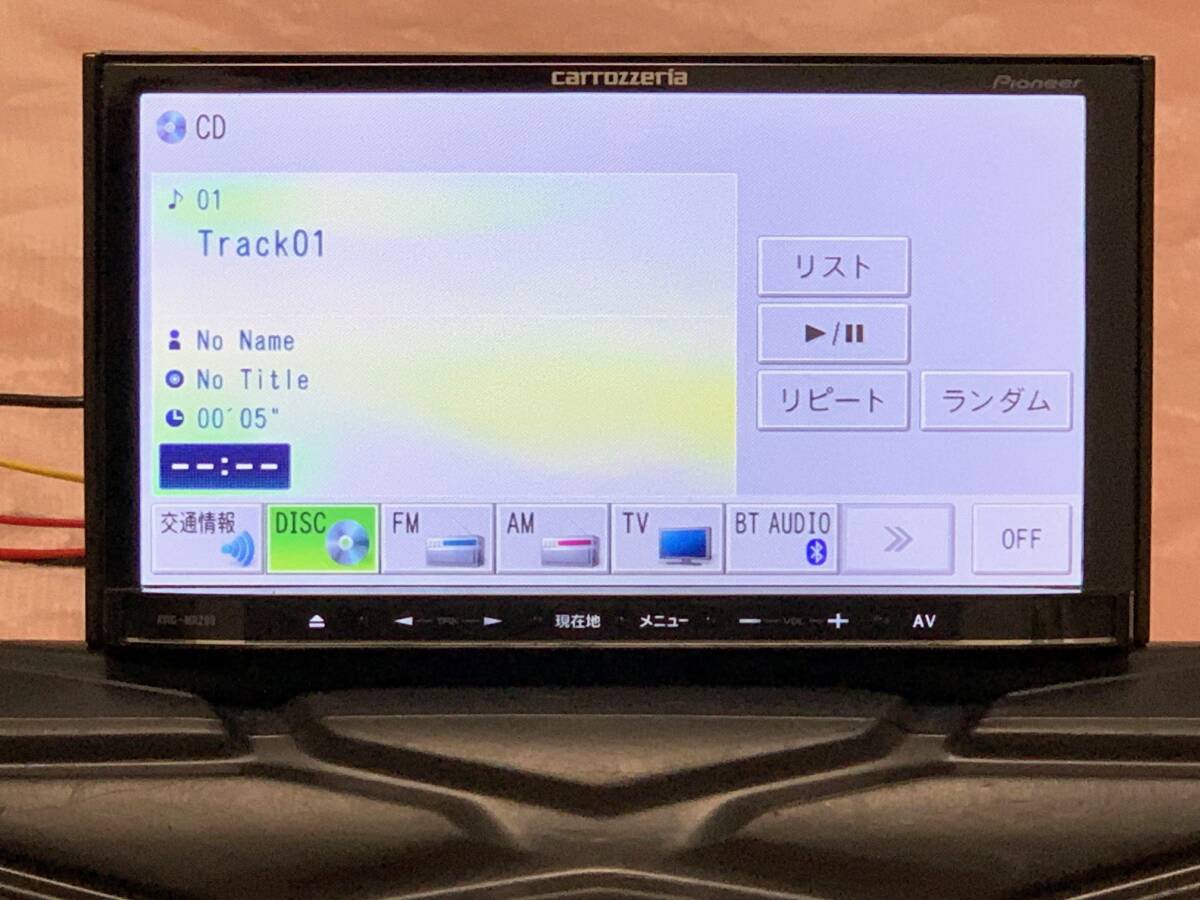 carrozzeria
Pioneer
CD
01
Track01
No Name
No Title
00'05"
--:--
リスト
▶/II
リピート
ランダム
交通情報
DISC
FM
AM
TV
BT AUDIO
OFF
現在地
メニュー
VOL
AV